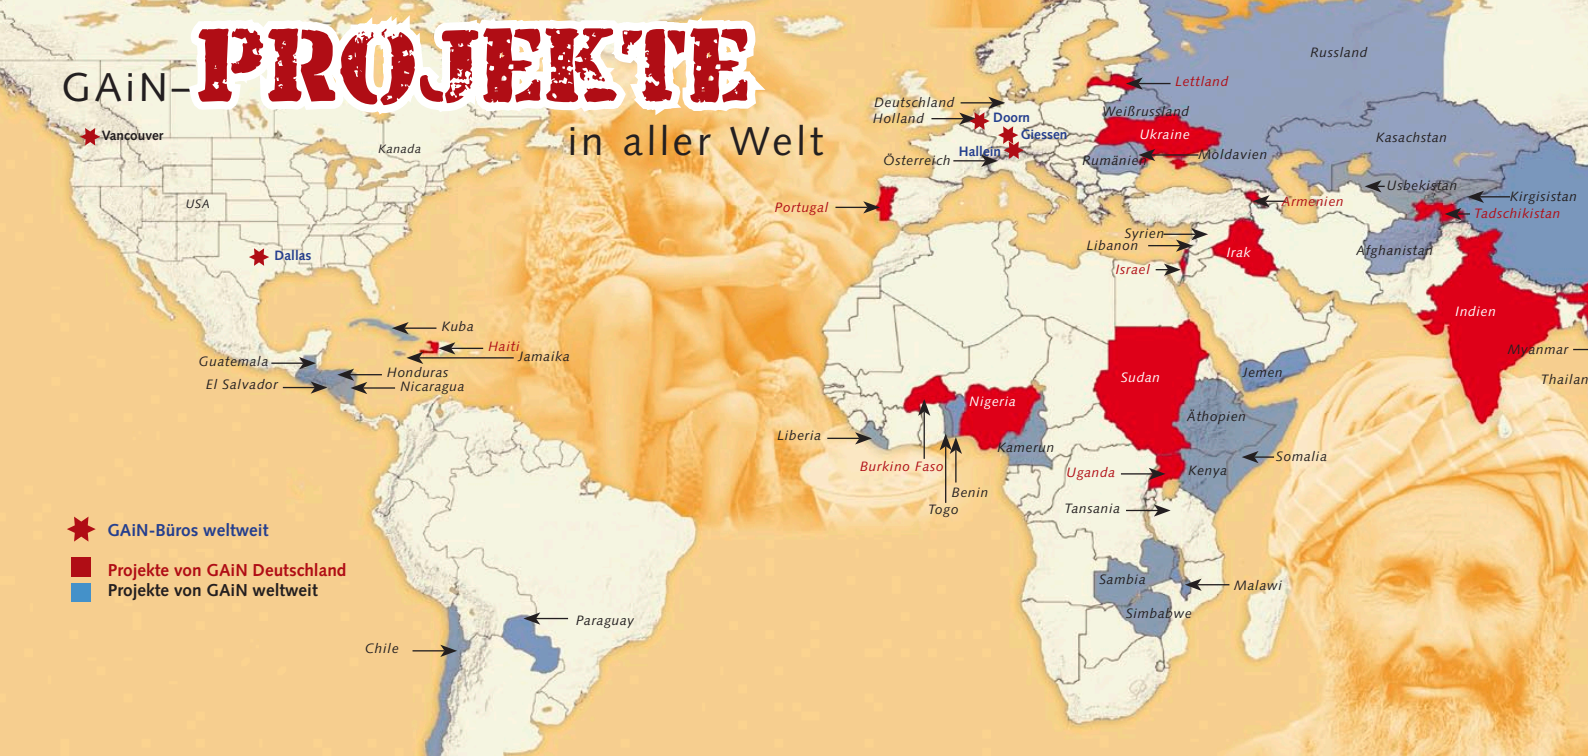 GAiN-PROJEKTE
in aller Welt
Vancouver
Kanada
USA
Dallas
Kuba
Haiti
Jamaika
Guatemala
Honduras
El Salvador
Nicaragua
Chile
Paraguay
GAiN-Büros weltweit
Projekte von GAiN Deutschland
Projekte von GAiN weltweit
Russland
Lettland
Deutschland
Holland
Doorn
Weißrussland
Giessen
Ukraine
Hallein
Österreich
Rumänien
Moldavien
Kasachstan
Portugal
Usbekistan
Kirgisistan
Armenien
Tadschikistan
Syrien
Libanon
Irak
Afghanistan
Israel
Indien
Myanmar
Thailan
Sudan
Jemen
Nigeria
Äthopien
Liberia
Kamerun
Burkino Faso
Uganda
Kenya
Somalia
Benin
Togo
Tansania
Sambia
Malawi
Simbabwe